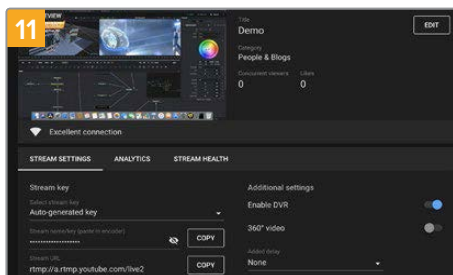 11
Title
Demo
EDIT
Category
People & Blogs
Concurrent viewers Likes
0 0
Excellent connection
STREAM SETTINGS ANALYTICS STREAM HEALTH
Stream key
Additional settings
Select stream key
Auto-generated key
Enable DVR
Stream name/key (paste in encoder)
COPY
360° video
Stream URL
rtmp://a.rtmp.youtube.com/live2
COPY
Added delay
None